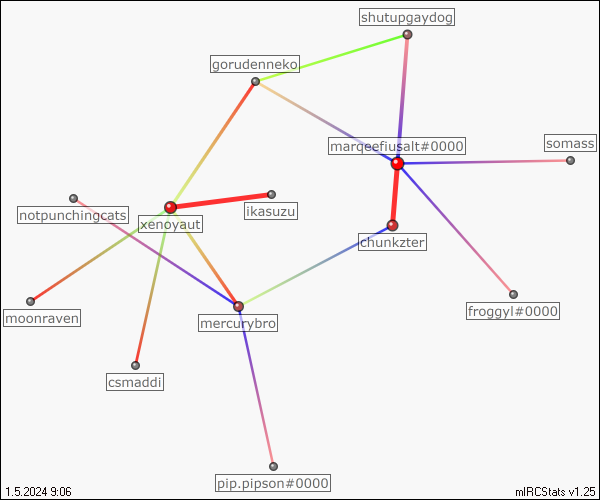 shutupgaydog
gorudenneko
marqeefiusalt#0000
somass
notpunchingcats
ikasuzu
xenoyaut
chunkzter
froggyl#0000
moonraven
mercurybro
csmaddi
pip.pipson#0000
1.5.2024 9:06
mIRCStats v1.25